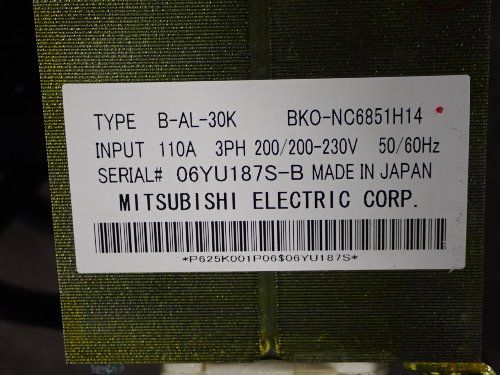 TYPE B-AL-30K BKO-NC6851H14
INPUT 110A 3PH 200/200-230V 50/60Hz
SERIAL# 06YU187S-B MADE IN JAPAN
MITSUBISHI ELECTRIC CORP.
*P625K001P06$06YU187S*